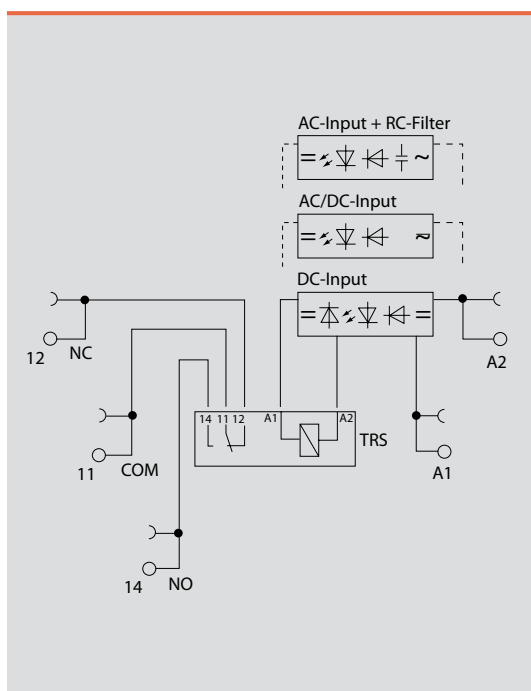 AC-Input + RC-Filter
AC/DC-Input
DC-Input
12 NC
A2
14 11 12 A1 A2
TRS
11 COM
A1
14 NO